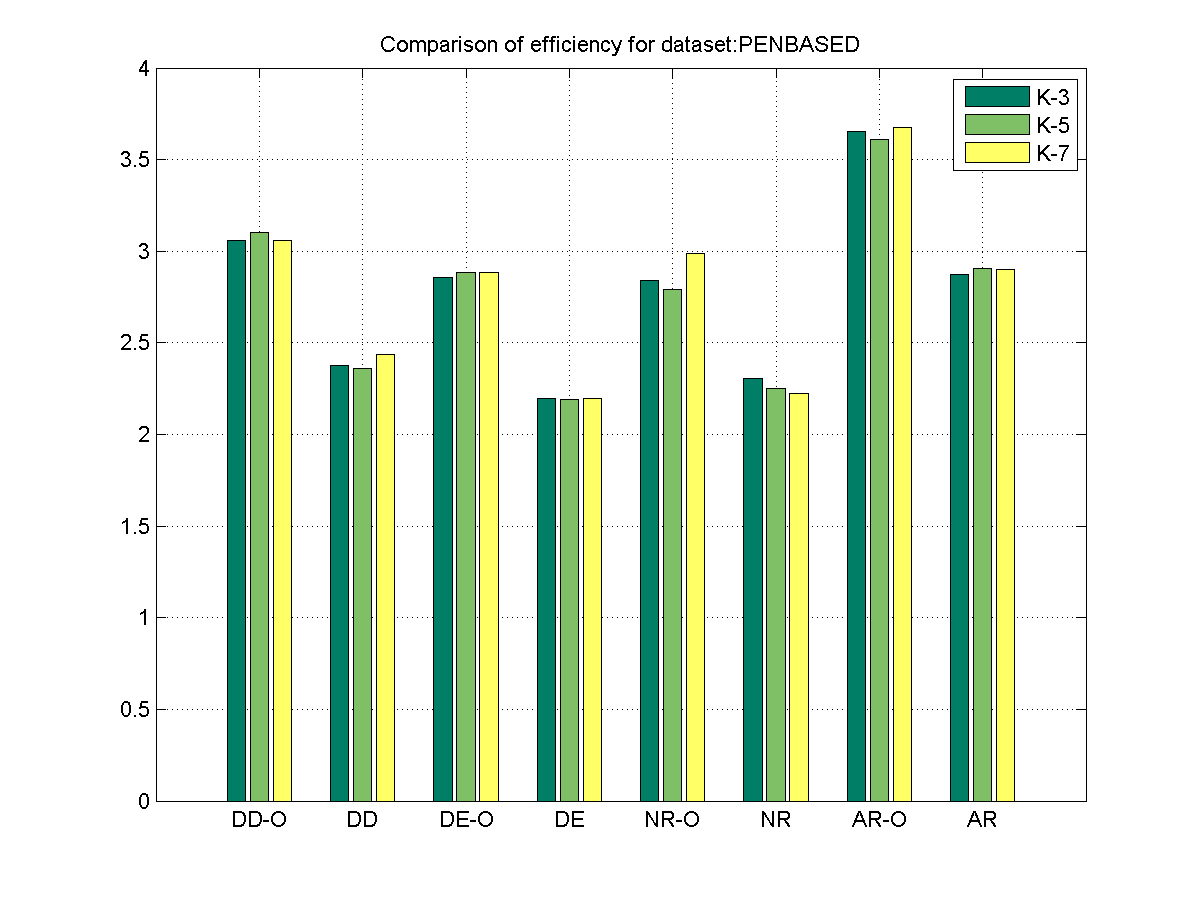 Comparison of efficiency for dataset:PENBASED
4
3.5
3
2.5
2
1.5
1
0.5
0
K-3
K-5
K-7
DD-O DD DE-O DE NR-O NR AR-O AR